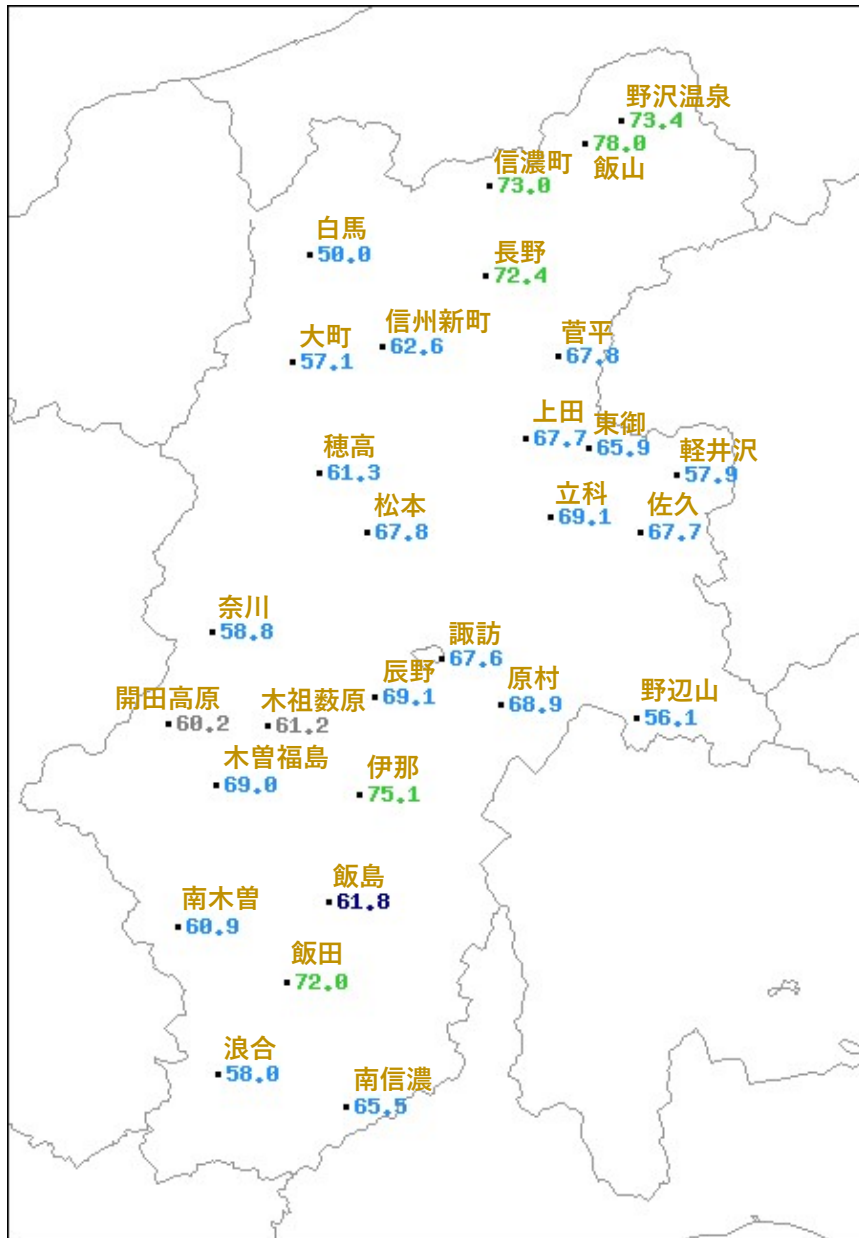 野沢温泉
73.4
78.0
飯山
信濃町
73.0
白馬
50.0
長野
72.4
信州新町
62.6
大町
57.1
菅平
67.8
上田
67.7
東御
65.9
軽井沢
57.9
穂高
61.3
松本
67.8
立科
69.1
佐久
67.7
奈川
58.8
諏訪
67.6
辰野
69.1
原村
68.9
野辺山
56.1
開田高原
60.2
木祖薮原
61.2
木曽福島
69.0
伊那
75.1
飯島
61.8
南木曽
60.9
飯田
72.0
浪合
58.0
南信濃
65.5